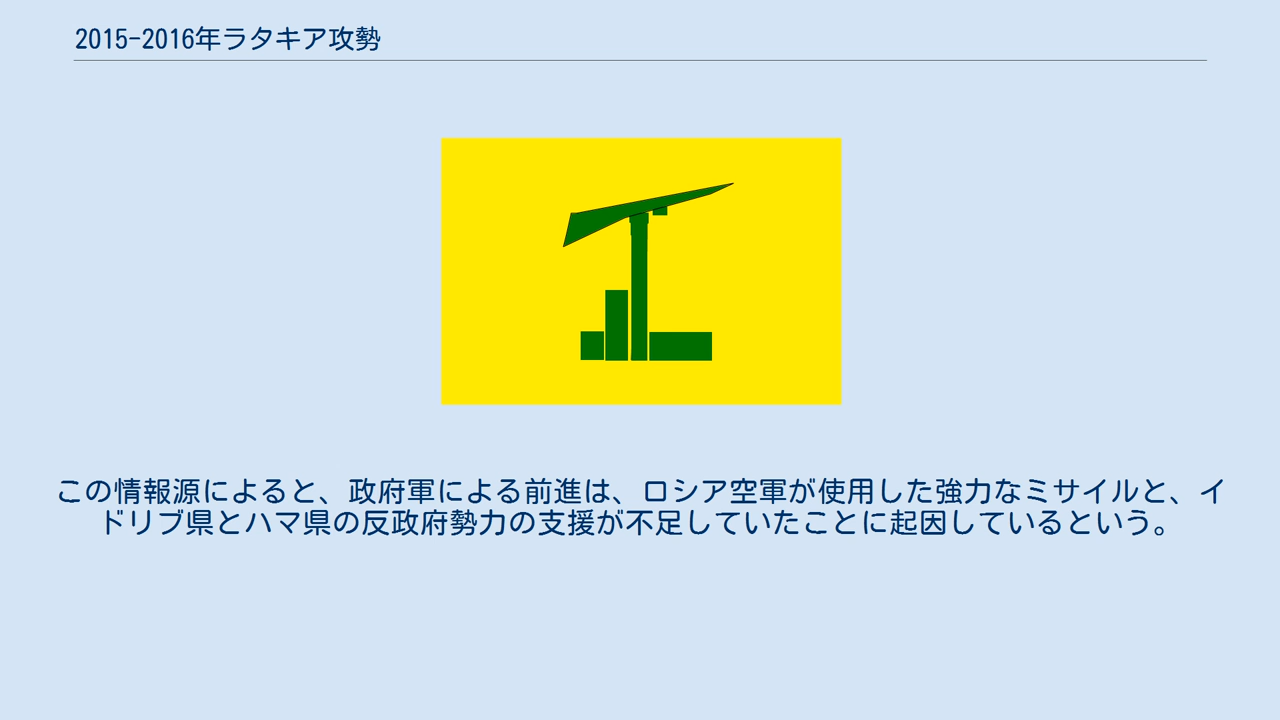 2015-2016年ラタキア攻勢
この情報源によると、政府軍による前進は、ロシア空軍が使用した強力なミサイルと、イ
ドリブ県とハマ県の反政府勢力の支援が不足していたことに起因しているという。